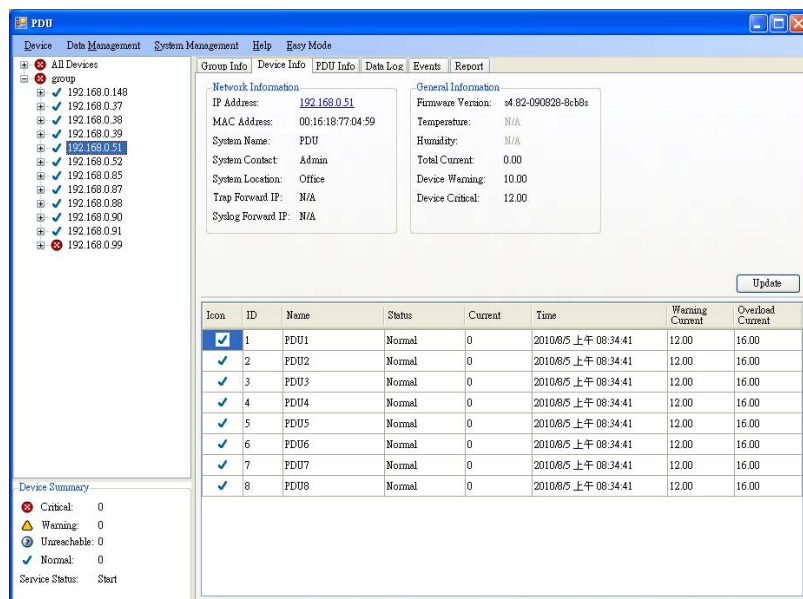 PDU
Device Data Management System Management Help Easy Mode
All Devices
group
192.168.0.148
192.168.0.37
192.168.0.38
192.168.0.39
192.168.0.51
192.168.0.52
192.168.0.85
192.168.0.87
192.168.0.88
192.168.0.90
192.168.0.91
192.168.0.99
Device Summary
Critical: 0
Warning: 0
Unreachable: 0
Normal: 0
Service Status: Start
Group Info Device Info PDU Info Data Log Events Report
Network Information
IP Address: 192.168.0.51
MAC Address: 00:16:18:77:04:59
System Name: PDU
System Contact: Admin
System Location: Office
Trap Forward IP: N/A
Syslog Forward IP: N/A
General Information
Firmware Version: s4.82-090828-8cb8s
Temperature: N/A
Humidity: N/A
Total Current: 0.00
Device Warning: 10.00
Device Critical: 12.00
Update
Icon ID Name Status Current Time Warning Current Overload Current
1 PDU1 Normal 0 2010/8/5 上午 08:34:41 12.00 16.00
2 PDU2 Normal 0 2010/8/5 上午 08:34:41 12.00 16.00
3 PDU3 Normal 0 2010/8/5 上午 08:34:41 12.00 16.00
4 PDU4 Normal 0 2010/8/5 上午 08:34:41 12.00 16.00
5 PDU5 Normal 0 2010/8/5 上午 08:34:41 12.00 16.00
6 PDU6 Normal 0 2010/8/5 上午 08:34:41 12.00 16.00
7 PDU7 Normal 0 2010/8/5 上午 08:34:41 12.00 16.00
8 PDU8 Normal 0 2010/8/5 上午 08:34:41 12.00 16.00